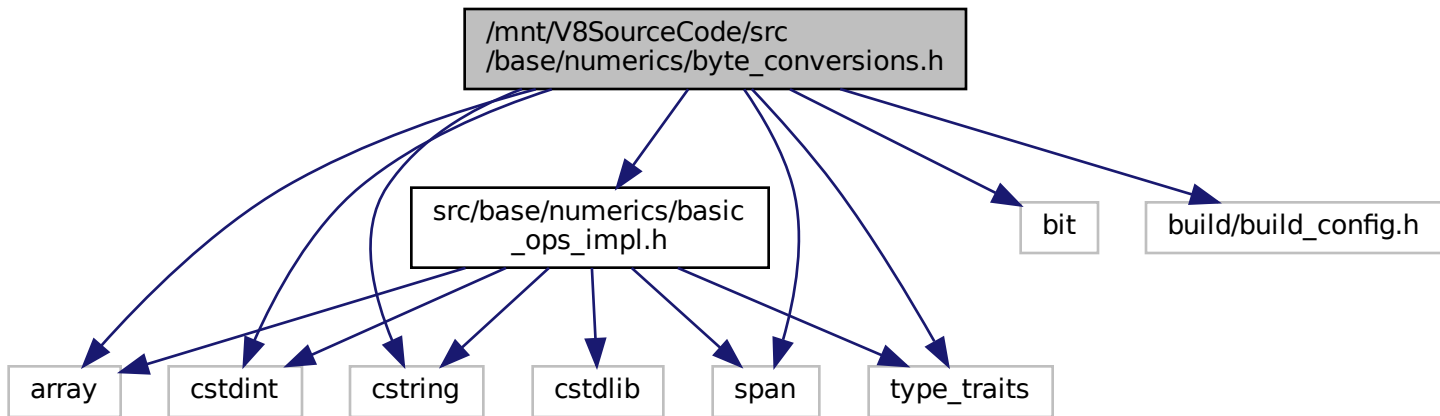 /mnt/V8SourceCode/src
/base/numerics/byte_conversions.h
src/base/numerics/basic
_ops_impl.h
bit
build/build_config.h
array
cstdint
cstring
cstdlib
span
type_traits